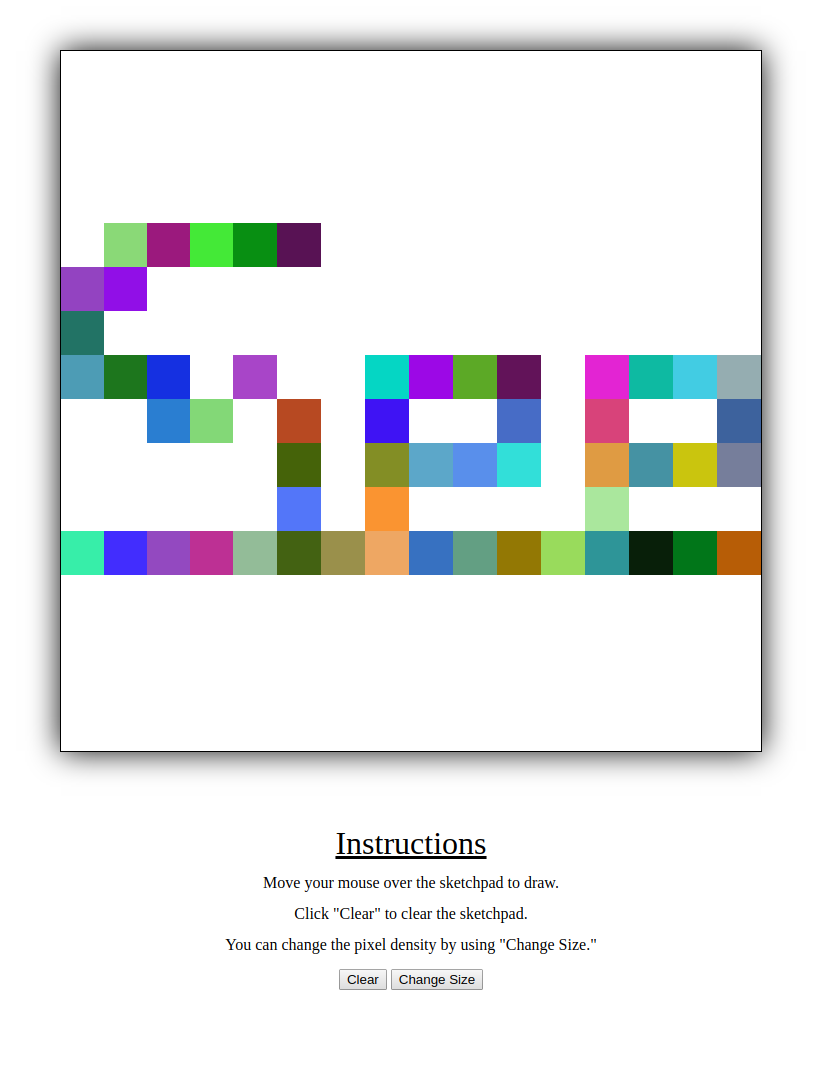 See
Instructions
Move your mouse over the sketchpad to draw.
Click "Clear" to clear the sketchpad.
You can change the pixel density by using "Change Size."
Clear Change Size